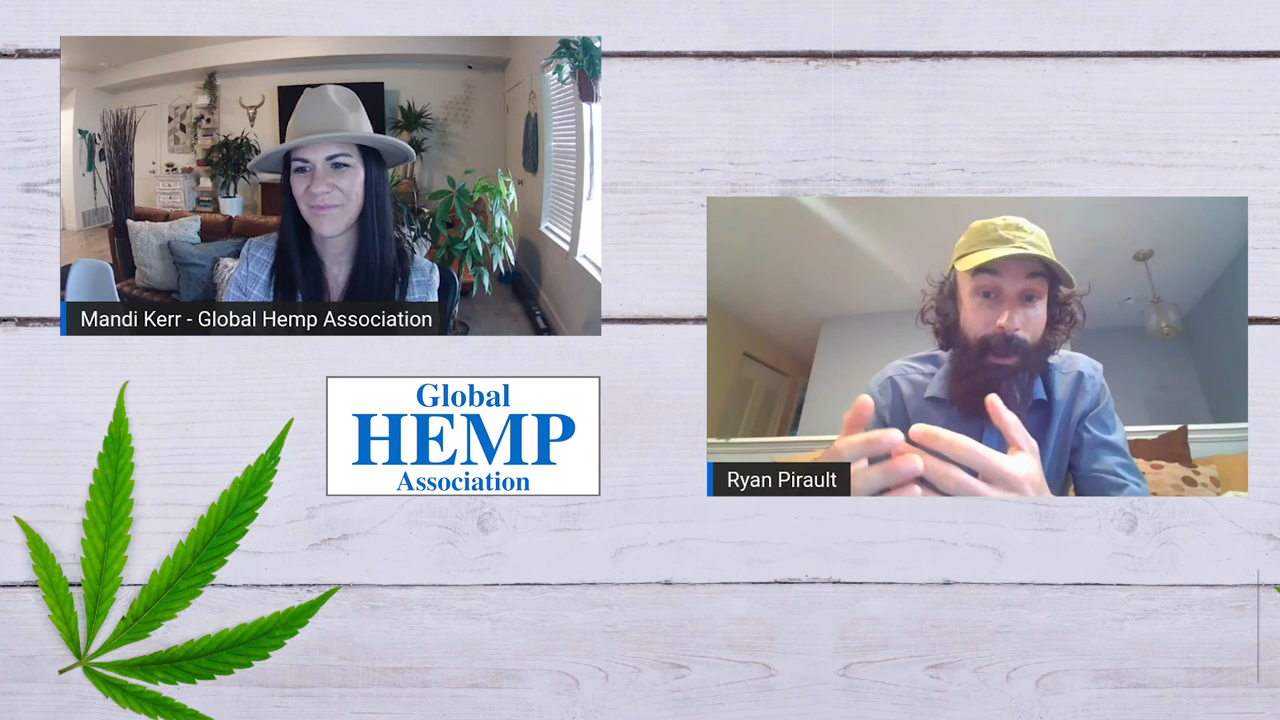 Mandi Kerr - Global Hemp Association
Global
HEMP
Association
Ryan Pirault